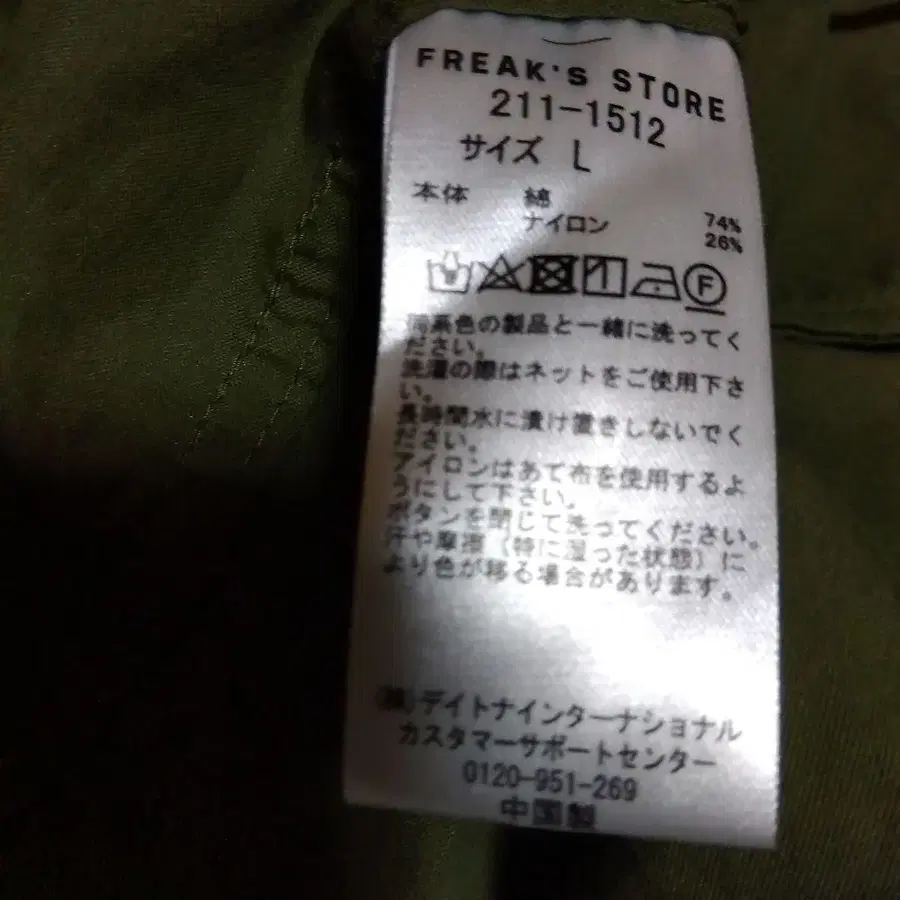 FREAK'S STORE
211-1512
サイズ L
本体 綿 74%
ナイロン 26%
F
同系色の製品と一緒に洗ってく
ださい。
洗濯の際はネットをご使用下さ
い。
長時間水に漬け置きしないでく
ださい。
アイロンはあて布を使用するよ
うにして下さい。
ボタンを閉じて洗ってください。
汗や摩擦(特に湿った状態)に
より色が移る場合があります。
(株)デイトナインターナショナル
カスタマーサポートセンター
0120-951-269
中国製